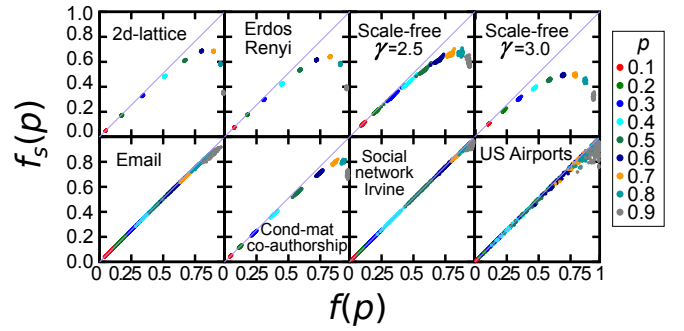 f_s(p)
1.0
0.8
0.6
0.4
0.2
0.0
2d-lattice
Erdos
Renyi
Scale-free
γ=2.5
Scale-free
γ=3.0
p
0.1
0.2
0.3
0.4
0.5
0.6
0.7
0.8
0.9
0.8
0.6
0.4
0.2
0.0
Email
Cond-mat
co-authorship
Social
network
Irvine
US Airports
0 0.25 0.5 0.75 0 0.25 0.5 0.75 0 0.25 0.5 0.75 0 0.25 0.5 0.75 1
f(p)